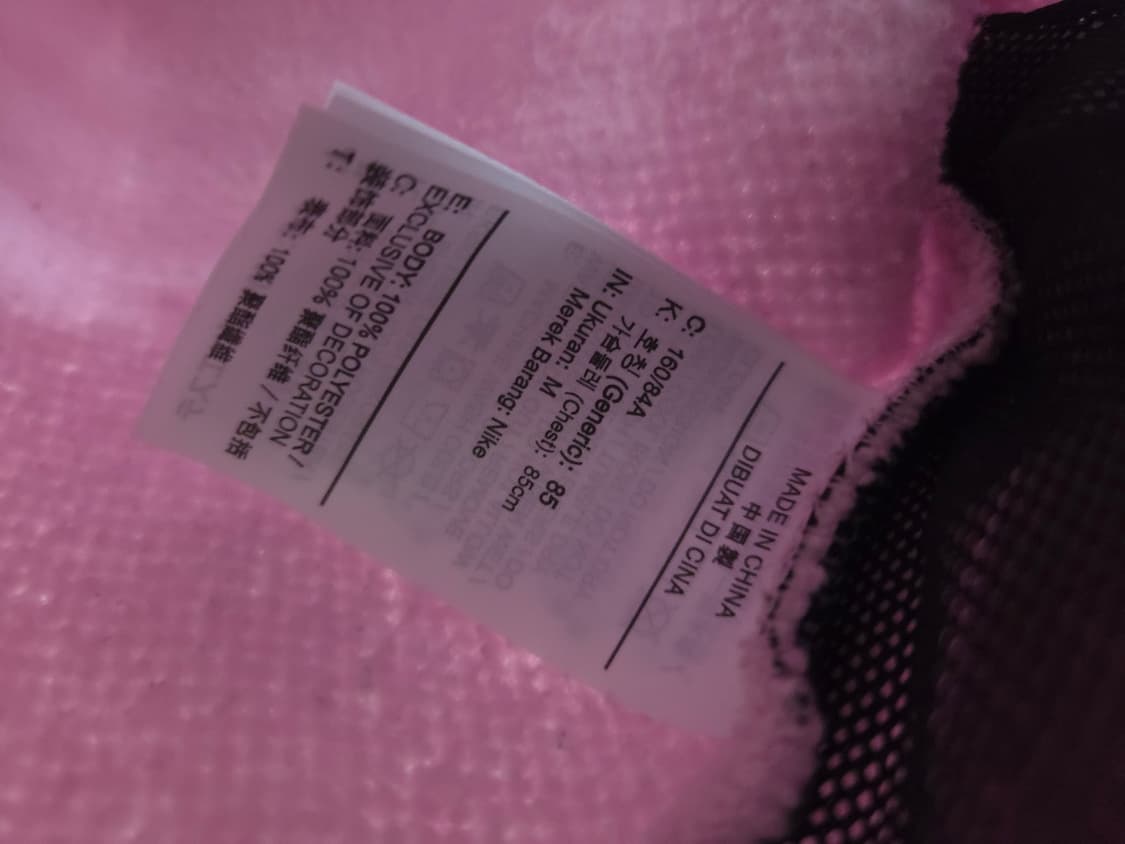 MADE IN CHINA
中國製
DIBUAT DI CINA
C: 160/84A
K: 호칭 (Generic): 85
가슴둘레 (Chest): 85cm
IN: Ukuran: M
Merek Barang: Nike
E: BODY: 100% POLYESTER /
EXCLUSIVE OF DECORATION
C: 面料: 100% 聚酯纤维 / 不包括
装饰部分
T: 表布: 100% 聚酯纖維